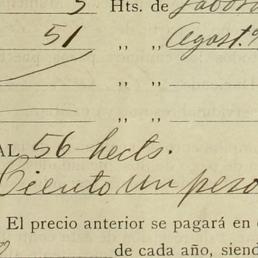 5 Hts. de labor
51 ,, ,, Agost.
,, ,,
,, ,,
AL 56 hects.
Ciento un peso
El precio anterior se pagará en
de cada año, siend